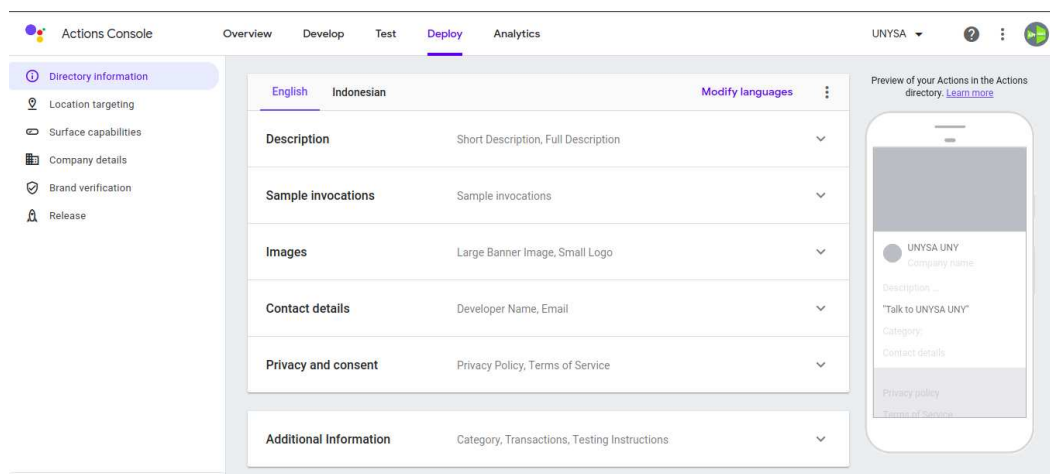 Actions Console
Overview
Develop
Test
Deploy
Analytics
UNYSA
Directory information
Location targeting
Surface capabilities
Company details
Brand verification
Release
English
Indonesian
Modify languages
Description
Short Description, Full Description
Sample invocations
Sample invocations
Images
Large Banner Image, Small Logo
Contact details
Developer Name, Email
Privacy and consent
Privacy Policy, Terms of Service
Additional Information
Category, Transactions, Testing Instructions
Preview of your Actions in the Actions
directory. Learn more
UNYSA UNY
Company name
Description ...
"Talk to UNYSA UNY"
Category:
Contact details
Privacy policy
Terms of Service